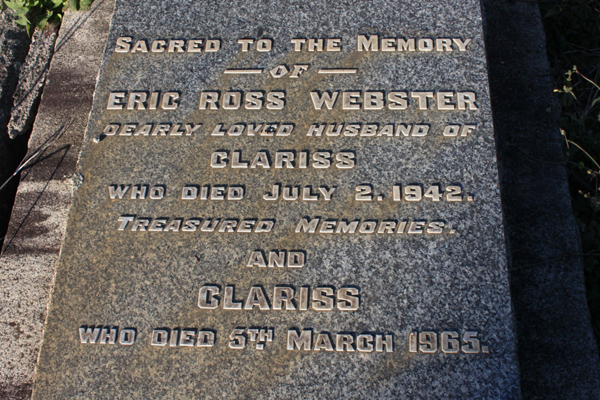 SACRED TO THE MEMORY
OF
ERIC ROSS WEBSTER
DEARLY LOVED HUSBAND OF
CLARISS
WHO DIED JULY 2. 1942.
TREASURED MEMORIES.
AND
CLARISS
WHO DIED 5TH MARCH 1965.